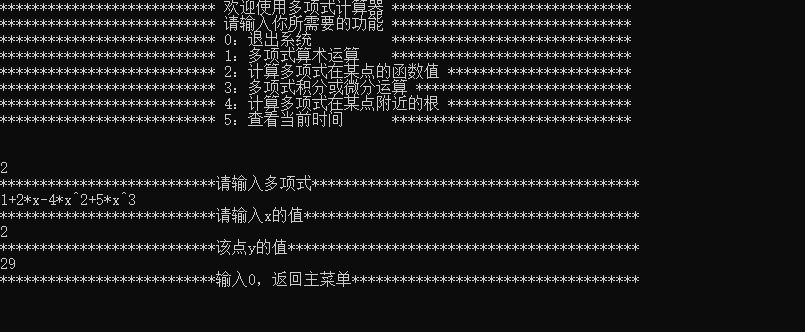 *************************** 欢迎使用多项式计算器 ******************************
*************************** 请输入你所需要的功能 ******************************
*************************** 0：退出系统          ******************************
*************************** 1：多项式算术运算    ******************************
*************************** 2：计算多项式在某点的函数值 ***********************
*************************** 3：多项式积分或微分运算 ***************************
*************************** 4：计算多项式在某点附近的根 ***********************
*************************** 5：查看当前时间      ******************************
2
***************************请输入多项式*****************************************
1+2*x-4*x^2+5*x^3
***************************请输入x的值******************************************
2
***************************该点y的值********************************************
29
***************************输入0，返回主菜单************************************